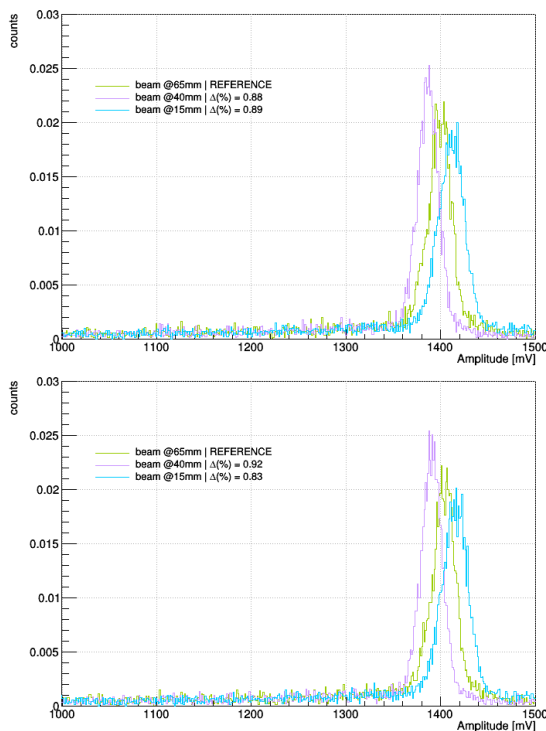 counts
0.03
0.025
beam @65mm | REFERENCE
beam @40mm | Δ(%) = 0.88
beam @15mm | Δ(%) = 0.89
0.02
0.015
0.01
0.005
0
1000 1100 1200 1300 1400 1500
Amplitude [mV]
counts
0.03
0.025
beam @65mm | REFERENCE
beam @40mm | Δ(%) = 0.92
beam @15mm | Δ(%) = 0.83
0.02
0.015
0.01
0.005
0
1000 1100 1200 1300 1400 1500
Amplitude [mV]